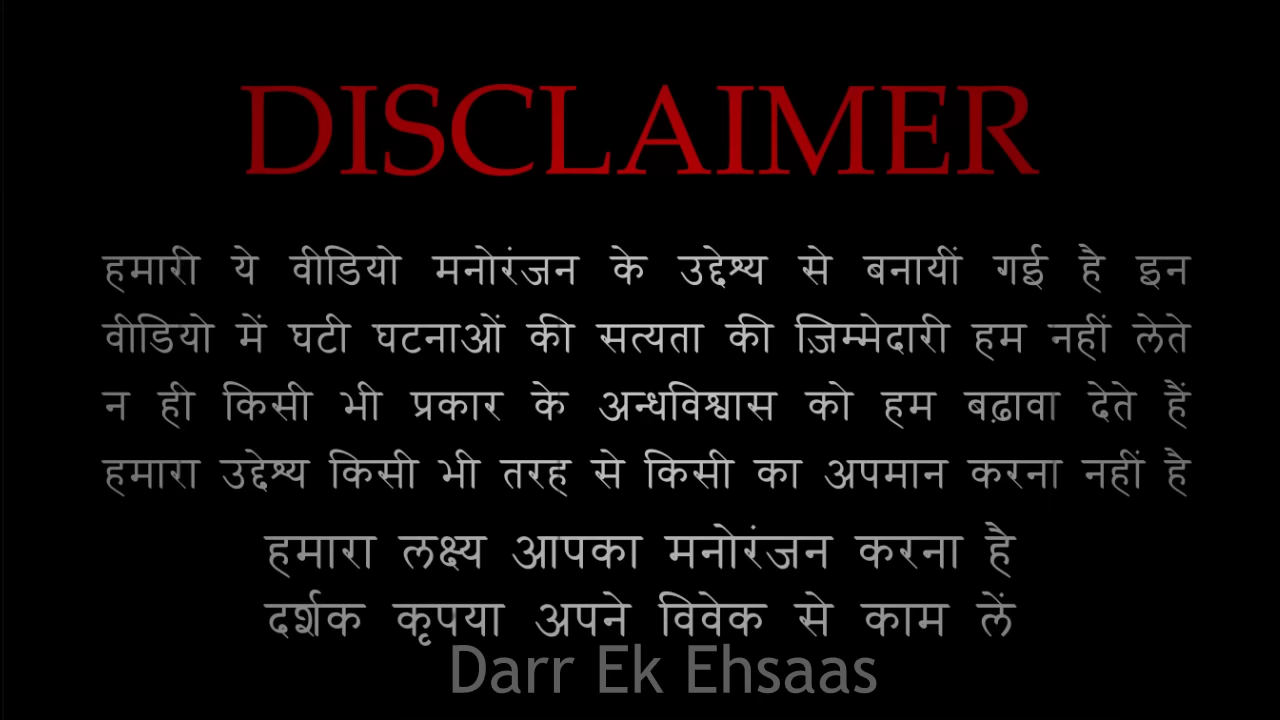 DISCLAIMER
हमारी ये वीडियो मनोरंजन के उद्देश्य से बनायीं गई है इन
वीडियो में घटी घटनाओं की सत्यता की ज़िम्मेदारी हम नहीं लेते
न ही किसी भी प्रकार के अन्धविश्वास को हम बढ़ावा देते हैं
हमारा उद्देश्य किसी भी तरह से किसी का अपमान करना नहीं है
हमारा लक्ष्य आपका मनोरंजन करना है
दर्शक कृपया अपने विवेक से काम लें
Darr Ek Ehsaas